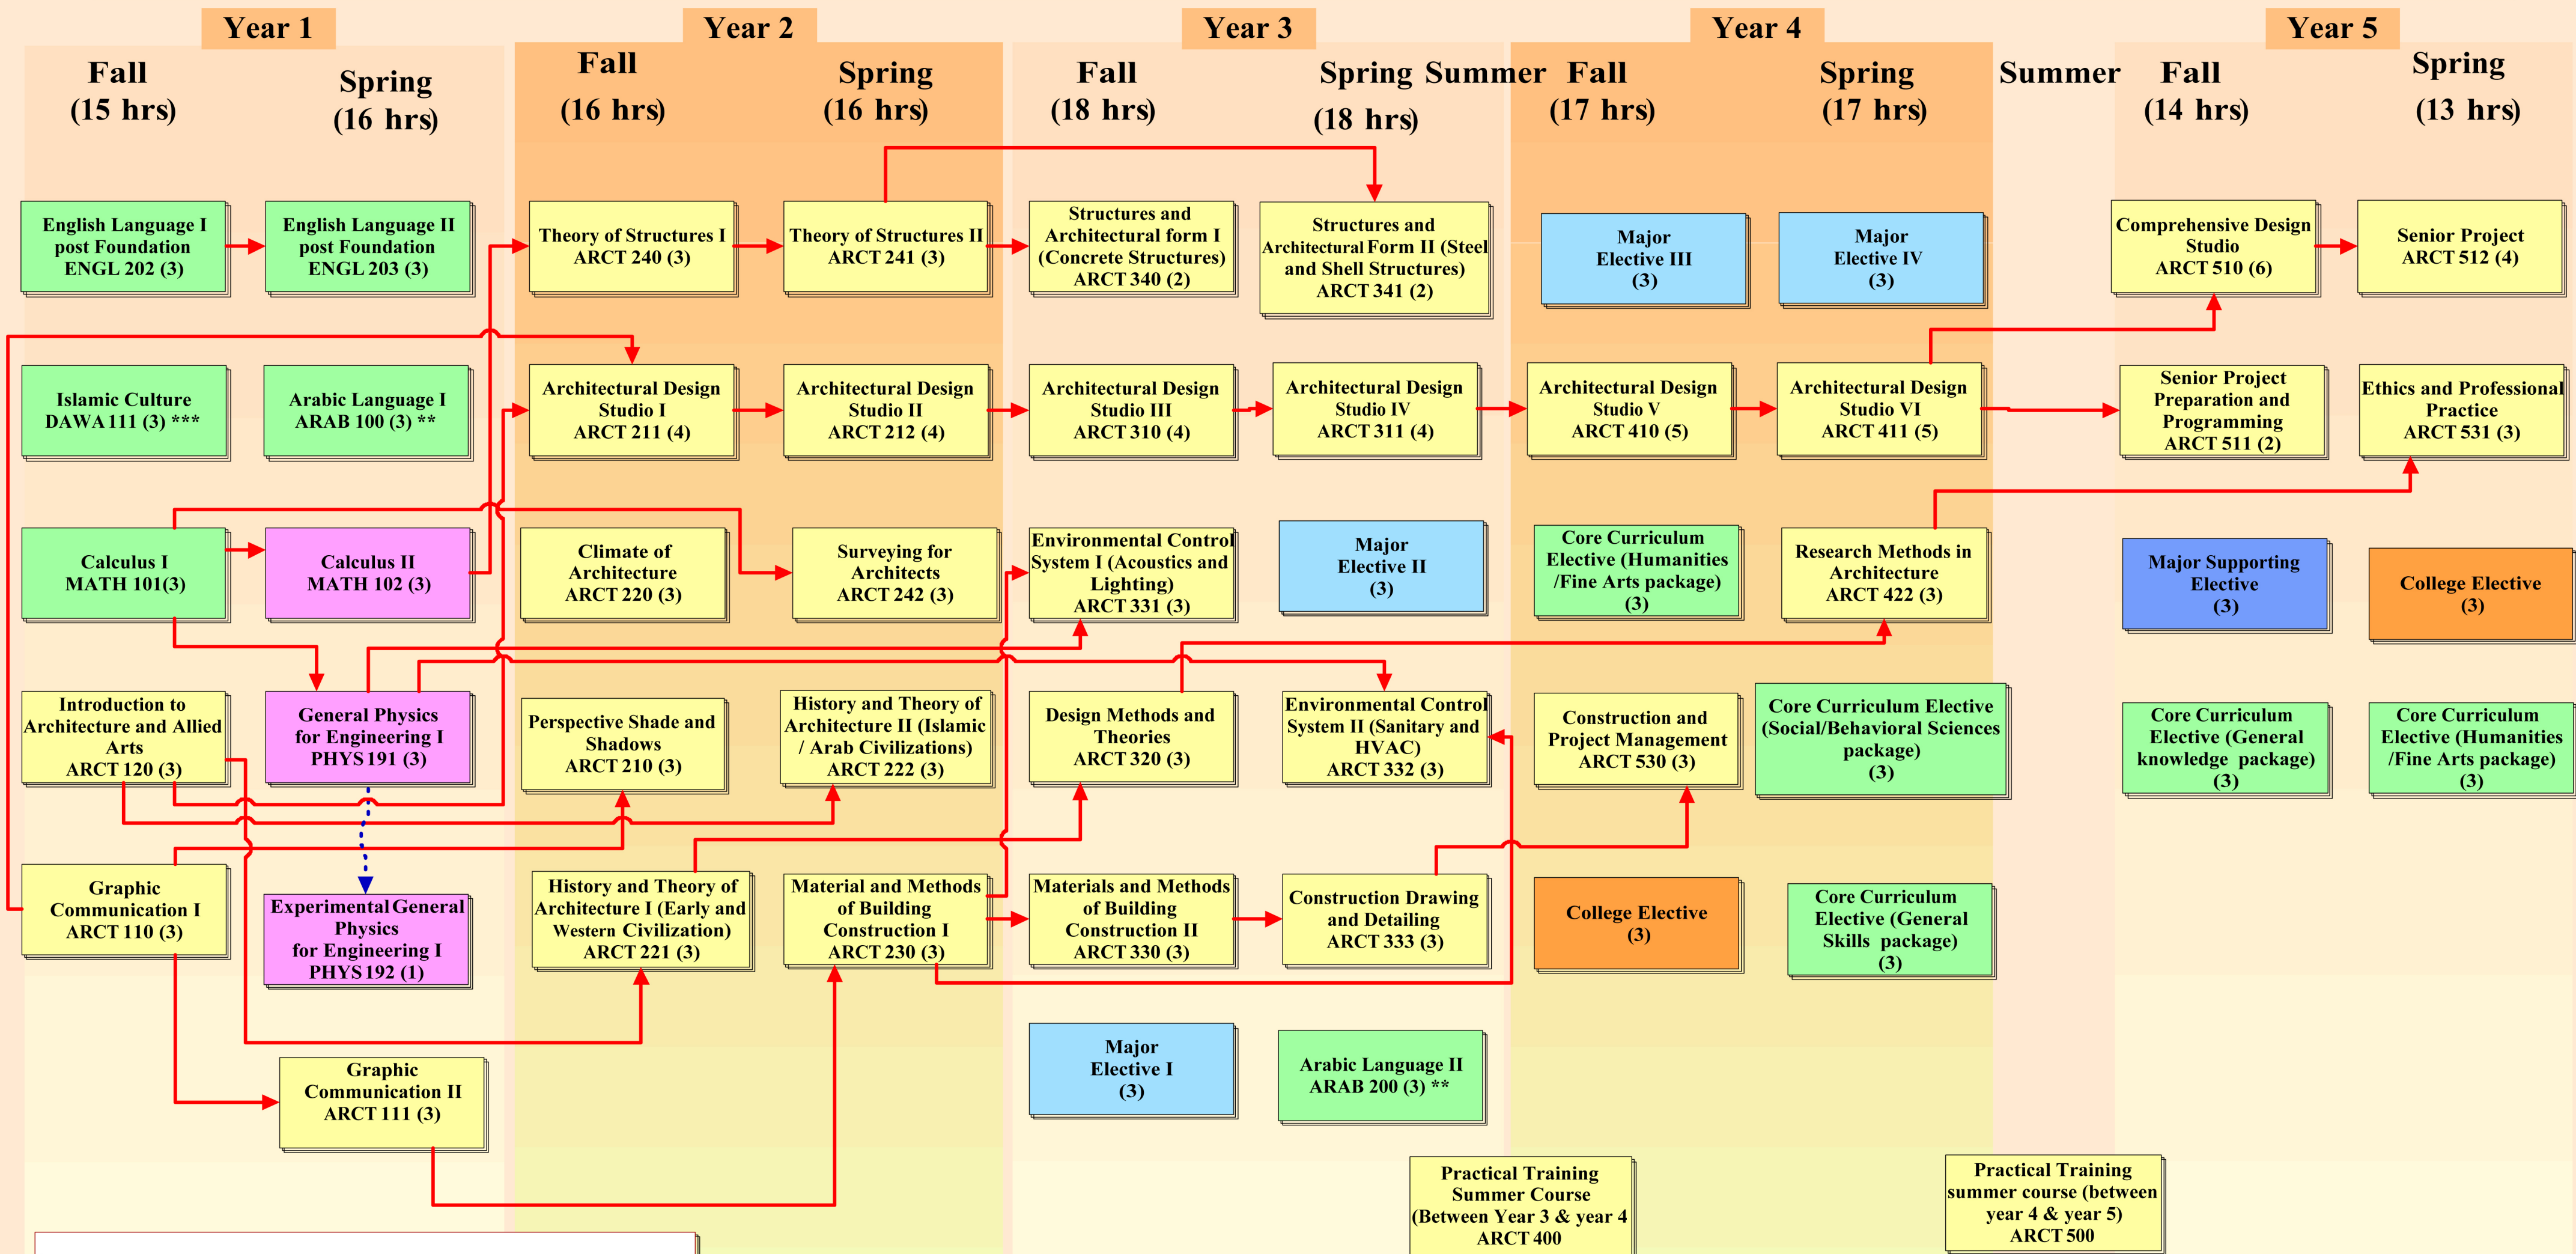 Year 1
Year 2
Year 3
Year 4
Year 5
Fall
(15 hrs)
Spring
(16 hrs)
Fall
(16 hrs)
Spring
(16 hrs)
Fall
(18 hrs)
Spring
(18 hrs)
Summer
Fall
(17 hrs)
Spring
(17 hrs)
Summer
Fall
(14 hrs)
Spring
(13 hrs)
English Language I
post Foundation
ENGL 202 (3)
English Language II
post Foundation
ENGL 203 (3)
Theory of Structures I
ARCT 240 (3)
Theory of Structures II
ARCT 241 (3)
Structures and
Architectural form I
(Concrete Structures)
ARCT 340 (2)
Structures and
Architectural Form II (Steel
and Shell Structures)
ARCT 341 (2)
Major
Elective III
(3)
Major
Elective IV
(3)
Comprehensive Design
Studio
ARCT 510 (6)
Senior Project
ARCT 512 (4)
Islamic Culture
DAWA 111 (3) ***
Arabic Language I
ARAB 100 (3) **
Architectural Design
Studio I
ARCT 211 (4)
Architectural Design
Studio II
ARCT 212 (4)
Architectural Design
Studio III
ARCT 310 (4)
Architectural Design
Studio IV
ARCT 311 (4)
Architectural Design
Studio V
ARCT 410 (5)
Architectural Design
Studio VI
ARCT 411 (5)
Senior Project
Preparation and
Programming
ARCT 511 (2)
Ethics and Professional
Practice
ARCT 531 (3)
Calculus I
MATH 101(3)
Calculus II
MATH 102 (3)
Climate of
Architecture
ARCT 220 (3)
Surveying for
Architects
ARCT 242 (3)
Environmental Control
System I (Acoustics and
Lighting)
ARCT 331 (3)
Major
Elective II
(3)
Core Curriculum
Elective (Humanities
/Fine Arts package)
(3)
Research Methods in
Architecture
ARCT 422 (3)
Major Supporting
Elective
(3)
College Elective
(3)
Introduction to
Architecture and Allied
Arts
ARCT 120 (3)
General Physics
for Engineering I
PHYS 191 (3)
Perspective Shade and
Shadows
ARCT 210 (3)
History and Theory of
Architecture II (Islamic
/ Arab Civilizations)
ARCT 222 (3)
Design Methods and
Theories
ARCT 320 (3)
Environmental Control
System II (Sanitary and
HVAC)
ARCT 332 (3)
Construction and
Project Management
ARCT 530 (3)
Core Curriculum Elective
(Social/Behavioral Sciences
package)
(3)
Core Curriculum
Elective (General
knowledge package)
(3)
Core Curriculum
Elective (Humanities
/Fine Arts package)
(3)
Graphic
Communication I
ARCT 110 (3)
Experimental General
Physics
for Engineering I
PHYS 192 (1)
History and Theory of
Architecture I (Early and
Western Civilization)
ARCT 221 (3)
Material and Methods
of Building
Construction I
ARCT 230 (3)
Materials and Methods
of Building
Construction II
ARCT 330 (3)
Construction Drawing
and Detailing
ARCT 333 (3)
College Elective
(3)
Core Curriculum
Elective (General
Skills package)
(3)
Graphic
Communication II
ARCT 111 (3)
Major
Elective I
(3)
Arabic Language II
ARAB 200 (3) **
Practical Training
Summer Course
(Between Year 3 & year 4
ARCT 400
Practical Training
summer course (between
year 4 & year 5)
ARCT 500